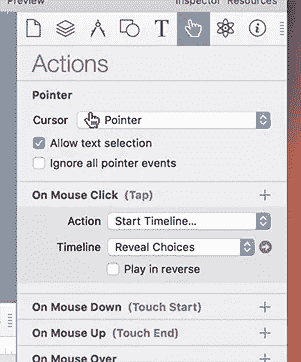 Preview
Inspector Resources
T
Actions
Pointer
Cursor Pointer
Allow text selection
Ignore all pointer events
On Mouse Click (Tap)
Action Start Timeline...
Timeline Reveal Choices
Play in reverse
On Mouse Down (Touch Start)
On Mouse Up (Touch End)
On Mouse Over